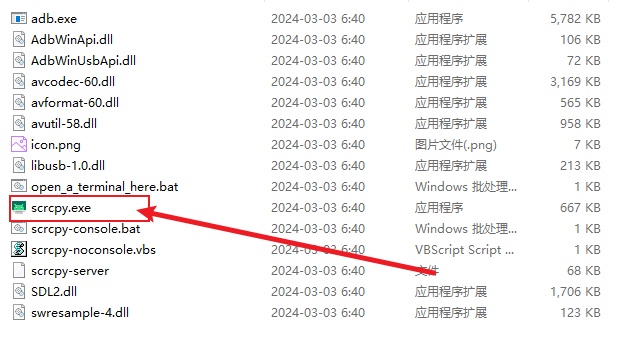 adb.exe 2024-03-03 6:40 应用程序 5,782 KB
AdbWinApi.dll 2024-03-03 6:40 应用程序扩展 106 KB
AdbWinUsbApi.dll 2024-03-03 6:40 应用程序扩展 72 KB
avcodec-60.dll 2024-03-03 6:40 应用程序扩展 3,169 KB
avformat-60.dll 2024-03-03 6:40 应用程序扩展 565 KB
avutil-58.dll 2024-03-03 6:40 应用程序扩展 958 KB
icon.png 2024-03-03 6:40 图片文件(.png) 7 KB
libusb-1.0.dll 2024-03-03 6:40 应用程序扩展 213 KB
open_a_terminal_here.bat 2024-03-03 6:40 Windows 批处理... 1 KB
scrcpy.exe 2024-03-03 6:40 应用程序 667 KB
scrcpy-console.bat 2024-03-03 6:40 Windows 批处理... 1 KB
scrcpy-noconsole.vbs 2024-03-03 6:40 VBScript Script ... 1 KB
scrcpy-server 2024-03-03 6:40 文件 68 KB
SDL2.dll 2024-03-03 6:40 应用程序扩展 1,706 KB
swresample-4.dll 2024-03-03 6:40 应用程序扩展 123 KB